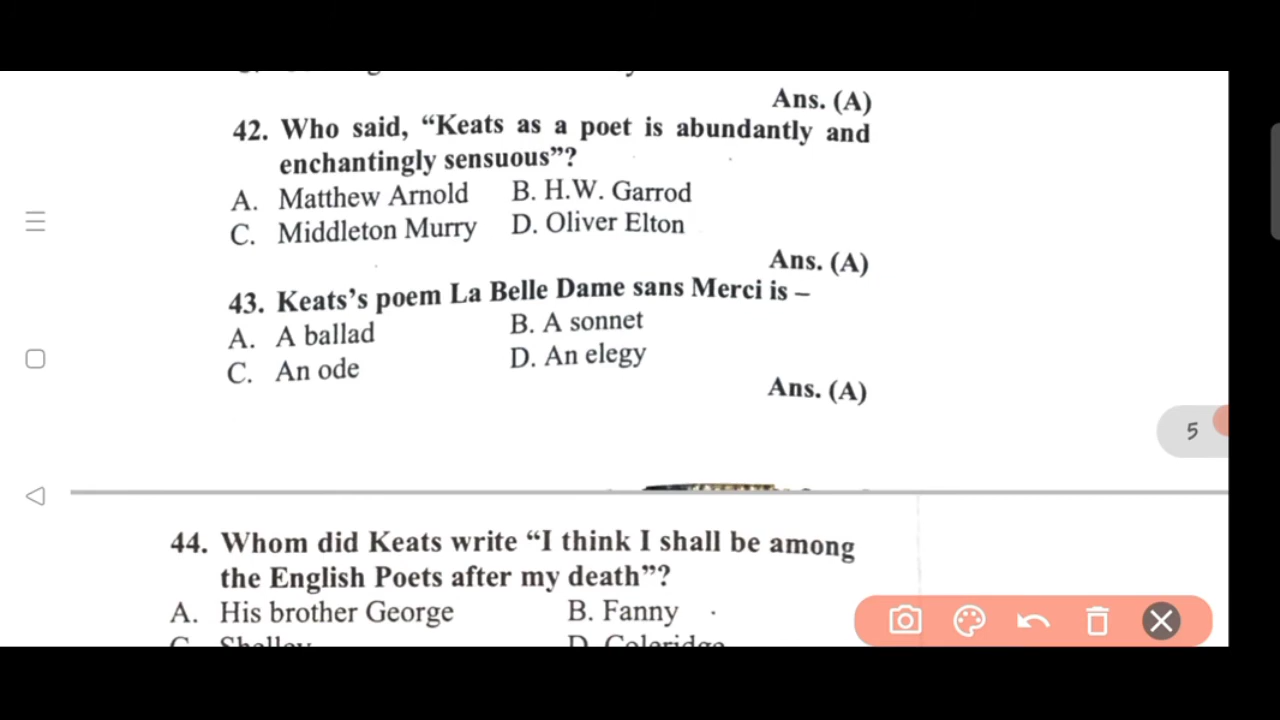 Ans. (A)
42. Who said, “Keats as a poet is abundantly and
enchantingly sensuous”?
A. Matthew Arnold B. H.W. Garrod
C. Middleton Murry D. Oliver Elton
Ans. (A)
43. Keats’s poem La Belle Dame sans Merci is –
A. A ballad B. A sonnet
C. An ode D. An elegy
Ans. (A)
5
44. Whom did Keats write “I think I shall be among
the English Poets after my death”?
A. His brother George B. Fanny
C. Shelley D. Coleridge